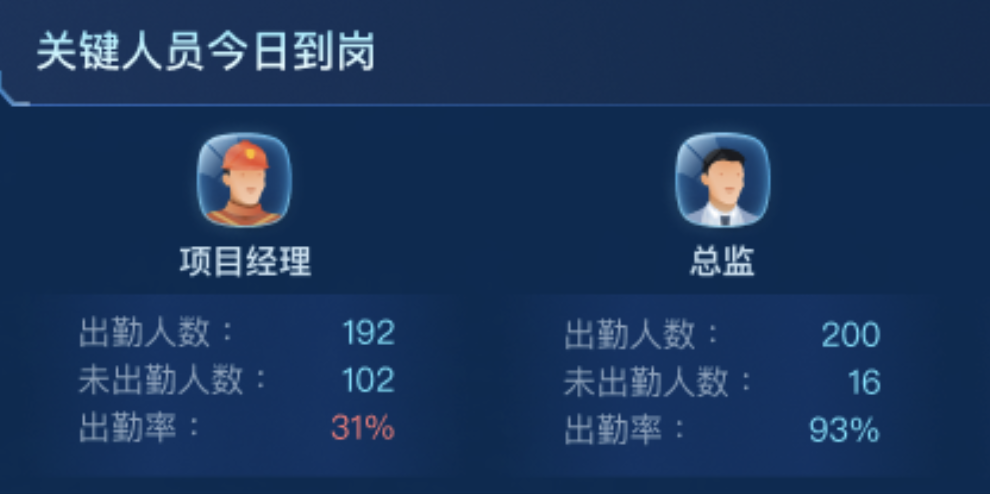 关键人员今日到岗
项目经理
出勤人数： 192
未出勤人数： 102
出勤率： 31%
总监
出勤人数： 200
未出勤人数： 16
出勤率： 93%